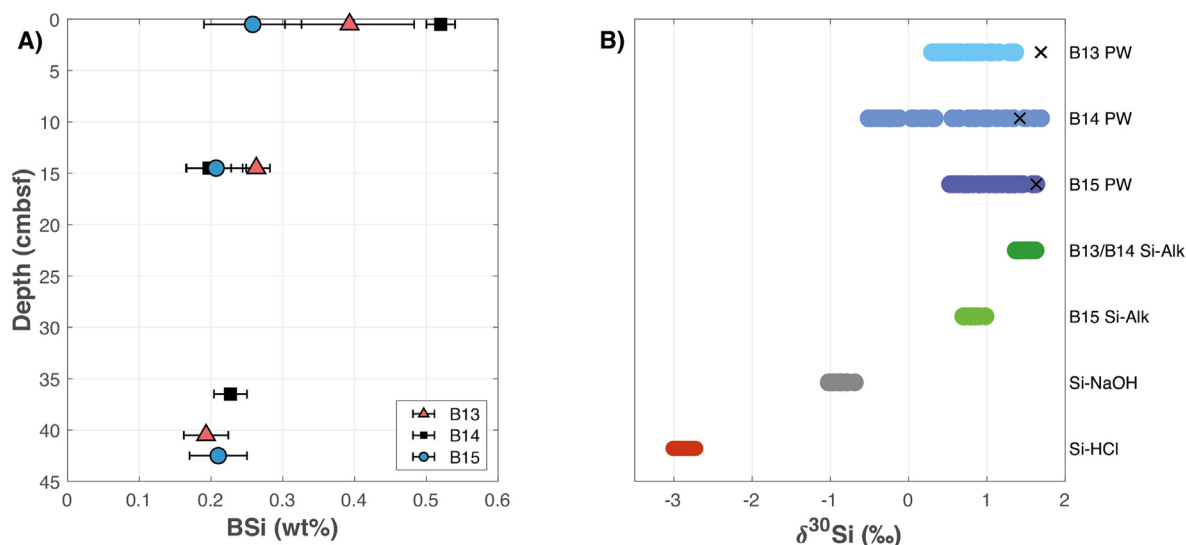 A)
0
5
10
15
20
25
30
35
40
45
Depth (cmbsf)
0
0.1
0.2
0.3
0.4
0.5
0.6
BSi (wt%)
B13
B14
B15
B)
B13 PW
B14 PW
B15 PW
B13/B14 Si-Alk
B15 Si-Alk
Si-NaOH
Si-HCl
-3
-2
-1
0
1
2
δ30Si (‰)